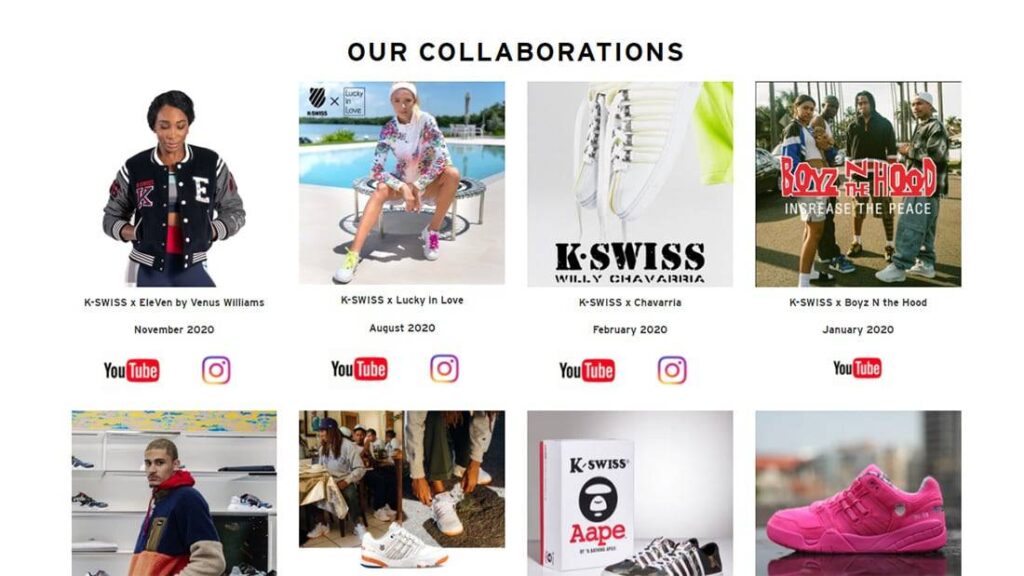 OUR COLLABORATIONS
K-SWISS X Lucky in Love
K
E
K·SWISS
WILLY CHAVARRIA
BOYZ N THE HOOD
INCREASE THE PEACE
K-SWISS x EleVen by Venus Williams
K-SWISS x Lucky in Love
K-SWISS x Chavarria
K-SWISS x Boyz N the Hood
November 2020
August 2020
February 2020
January 2020
YouTube
YouTube
YouTube
YouTube
K-SWISS
Aape
BY *A BATHING APE®